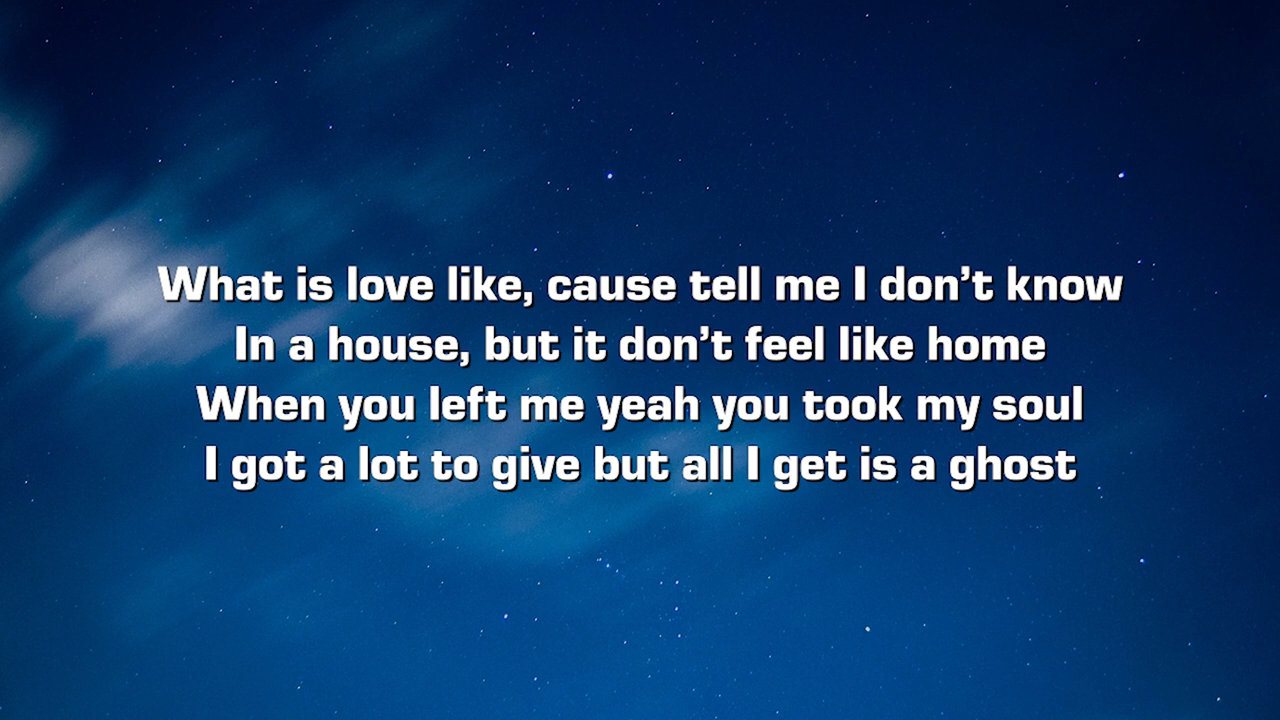 What is love like, cause tell me I don’t know
In a house, but it don’t feel like home
When you left me yeah you took my soul
I got a lot to give but all I get is a ghost